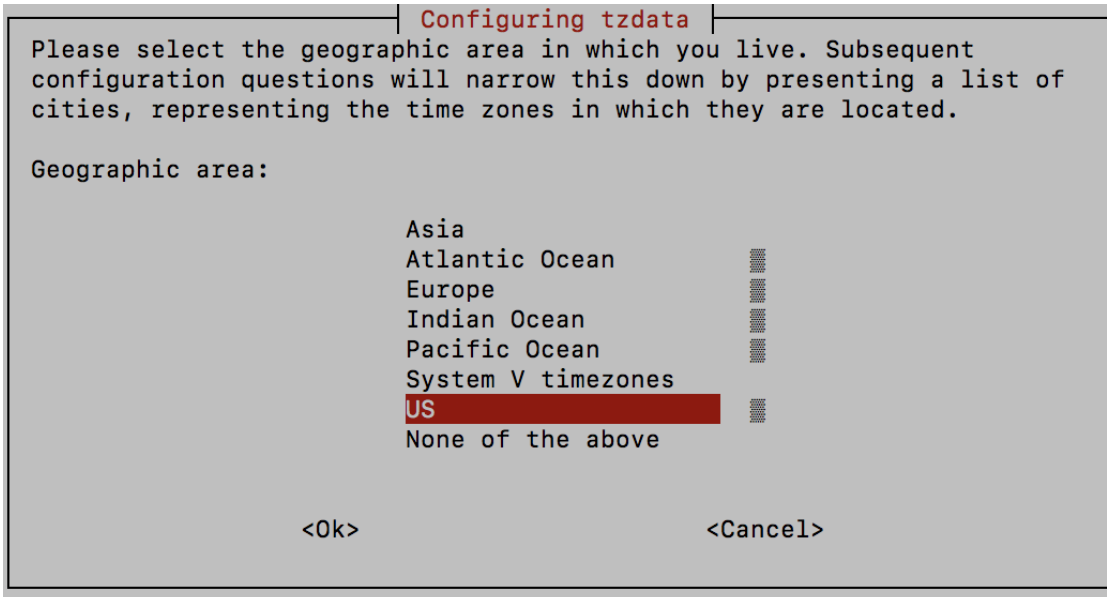 Configuring tzdata
Please select the geographic area in which you live. Subsequent
configuration questions will narrow this down by presenting a list of
cities, representing the time zones in which they are located.
Geographic area:
Asia
Atlantic Ocean
Europe
Indian Ocean
Pacific Ocean
System V timezones
US
None of the above
<Ok> <Cancel>